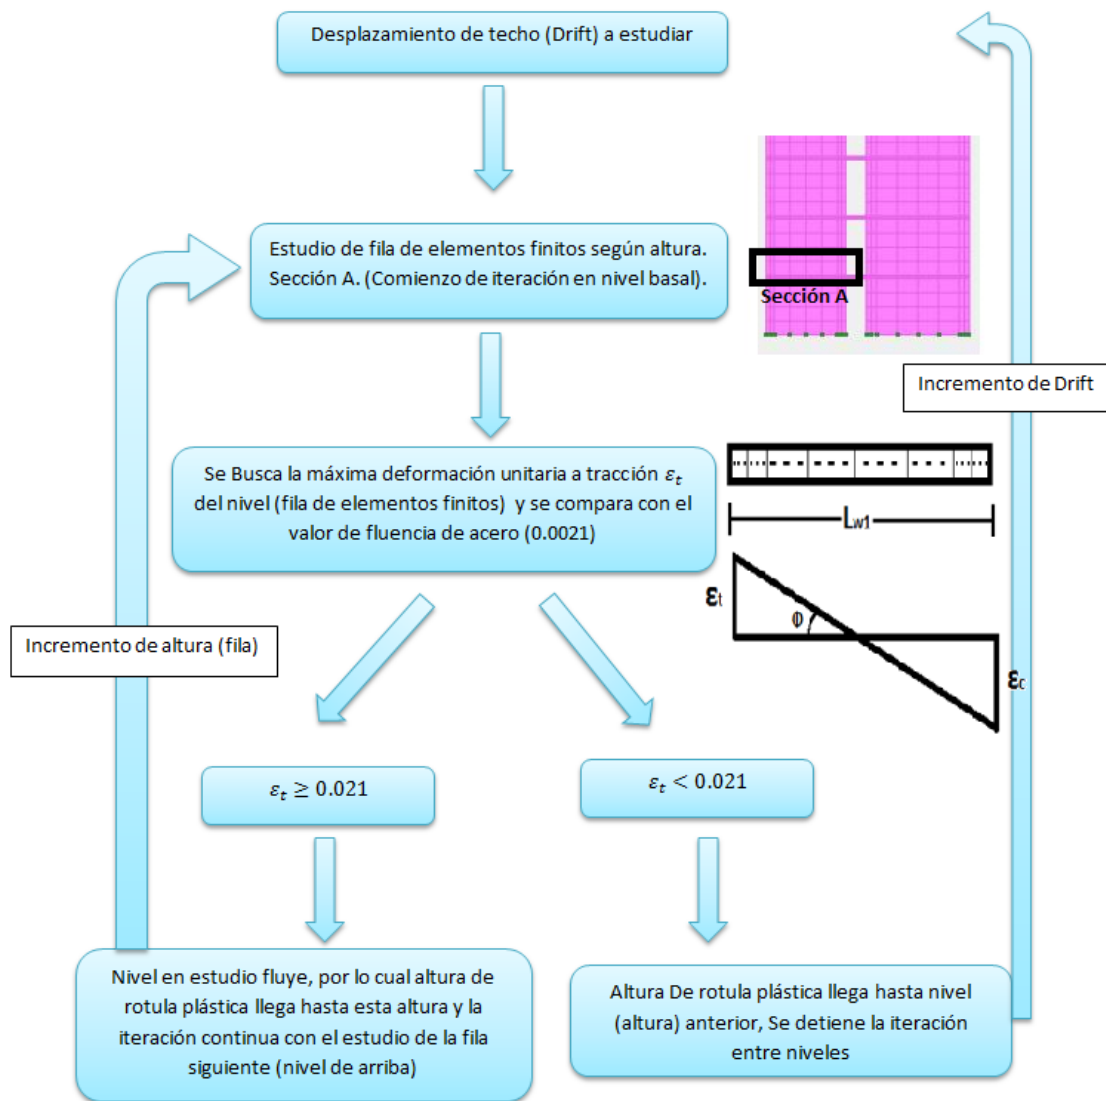 Desplazamiento de techo (Drift) a estudiar
Estudio de fila de elementos finitos según altura.
Sección A. (Comienzo de iteración en nivel basal).
Sección A
Incremento de Drift
Se Busca la máxima deformación unitaria a tracción εt
del nivel (fila de elementos finitos) y se compara con el
valor de fluencia de acero (0.0021)
Lw1
εt
Φ
εc
Incremento de altura (fila)
εt ≥ 0.021
εt < 0.021
Nivel en estudio fluye, por lo cual altura de
rotula plástica llega hasta esta altura y la
iteración continua con el estudio de la fila
siguiente (nivel de arriba)
Altura De rotula plástica llega hasta nivel
(altura) anterior, Se detiene la iteración
entre niveles